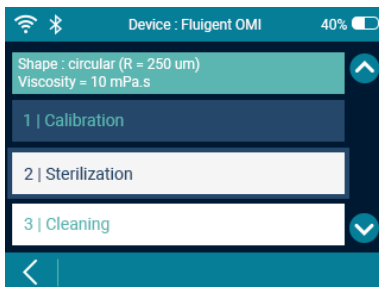 Device : Fluigent OMI 40%
Shape : circular (R = 250 um)
Viscosity = 10 mPa.s
1 | Calibration
2 | Sterilization
3 | Cleaning